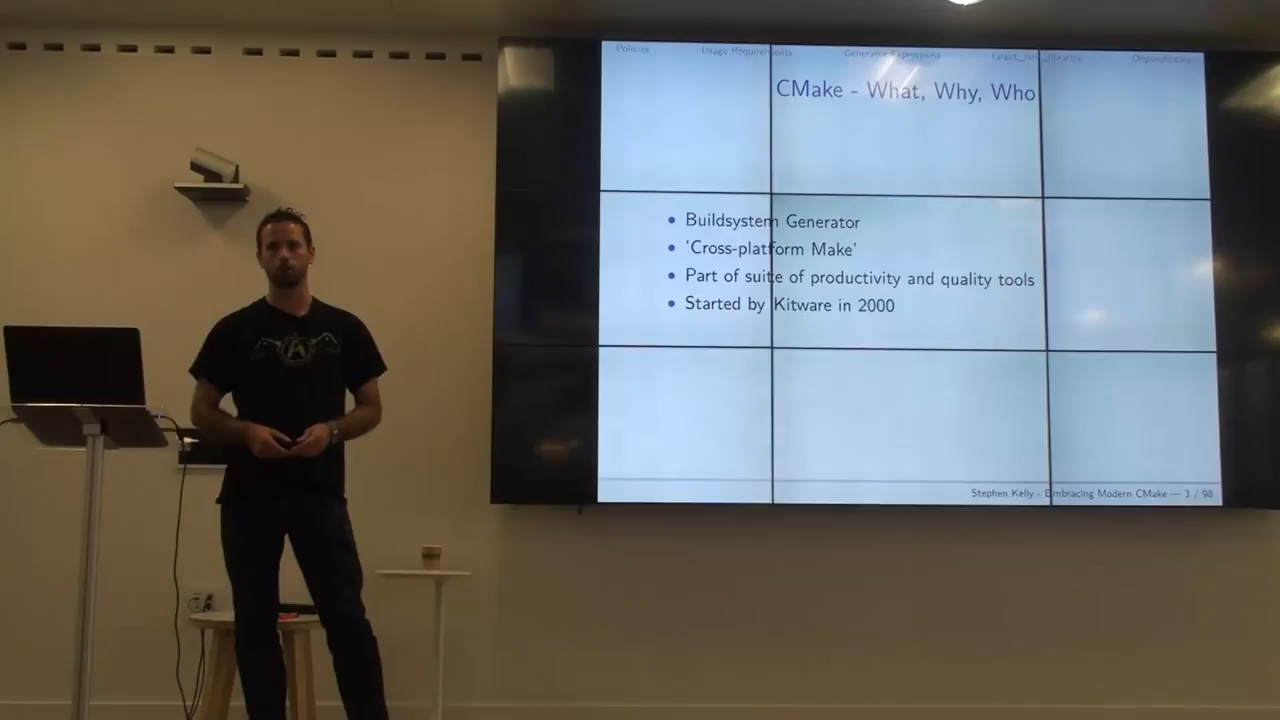 Policies Usage Requirements Generator Expressions target_link_libraries Dependencies
CMake - What, Why, Who
Buildsystem Generator
'Cross-platform Make'
Part of suite of productivity and quality tools
Started by Kitware in 2000
Stephen Kelly - Embracing Modern CMake — 3 / 98
A